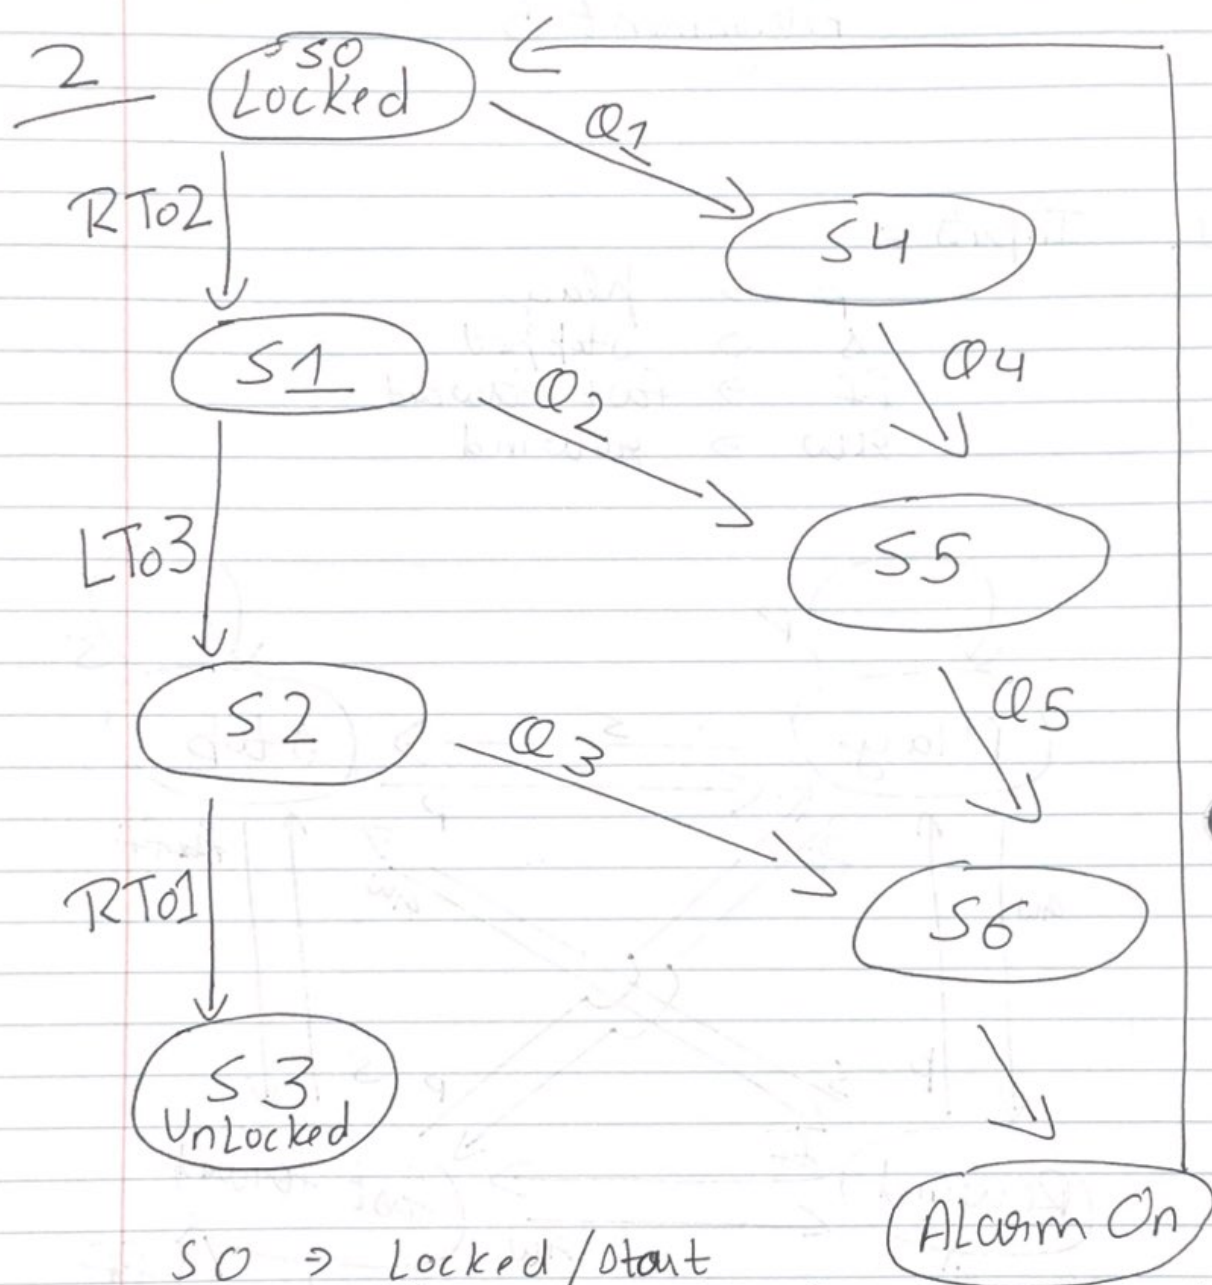 2
S0
Locked
Q1
RTo2
S4
S1
Q2
Q4
LTo3
S5
S2
Q3
Q5
RTo1
S6
S3
UnLocked
ALarm On
S0 => Locked / Start